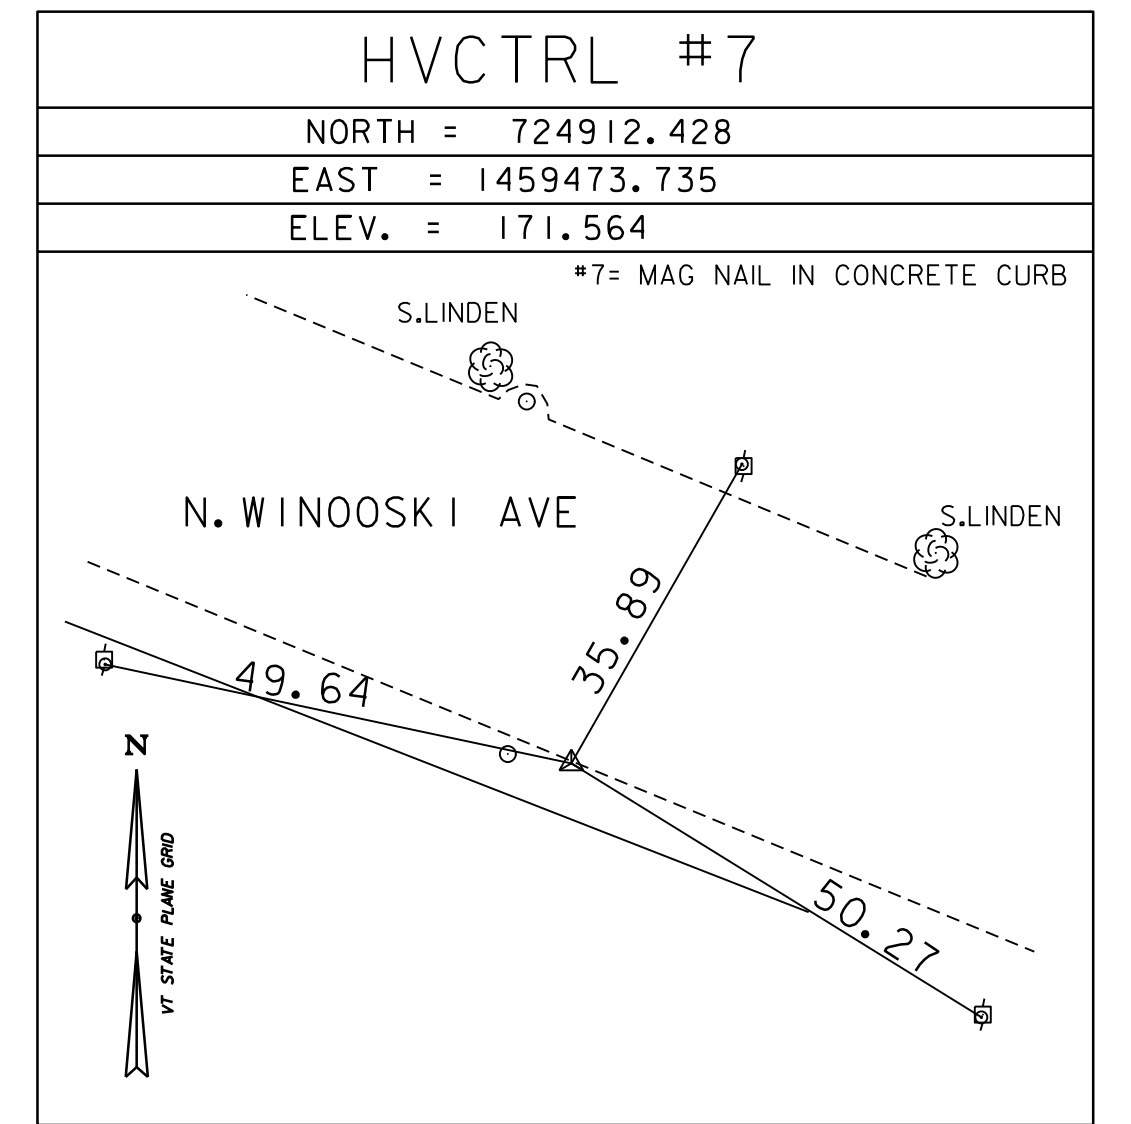 HVCTRL #7
NORTH = 724912.428
EAST = 1459473.735
ELEV. = 171.564
#7= MAG NAIL IN CONCRETE CURB
S.LINDEN
N. WINOOSKI AVE
S.LINDEN
35.89
49.64
N
VT STATE PLANE GRID
50.27